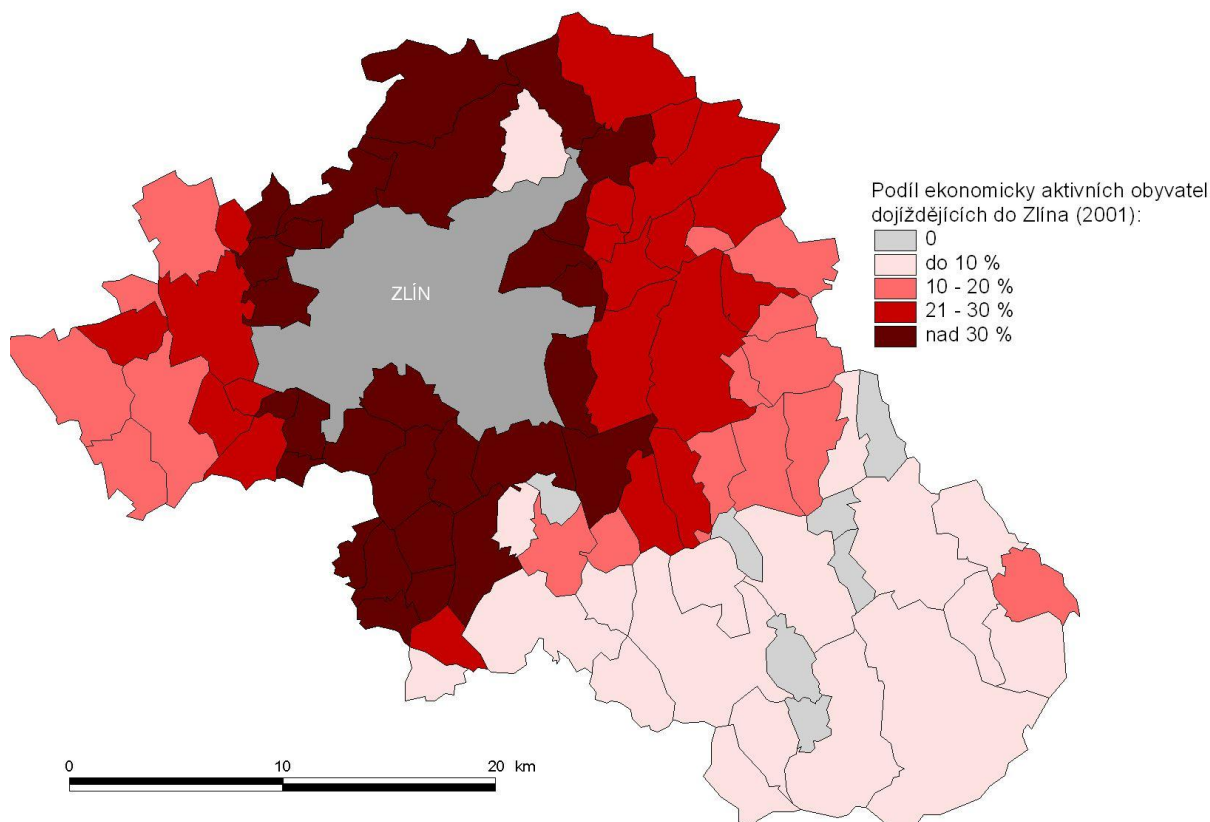 Podíl ekonomicky aktivních obyvatel
dojíždějících do Zlína (2001):
0
do 10 %
10 - 20 %
21 - 30 %
nad 30 %
ZLÍN
0 10 20 km